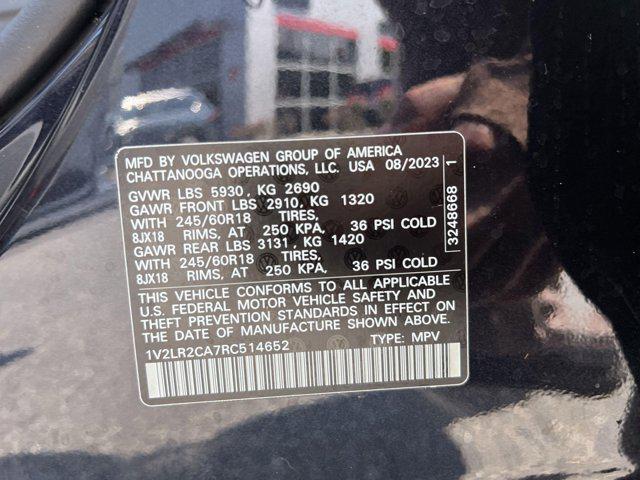 MFD BY VOLKSWAGEN GROUP OF AMERICA
CHATTANOOGA OPERATIONS, LLC. USA 08/2023
GVWR LBS 5930, KG 2690
GAWR FRONT LBS 2910, KG 1320
WITH 245/60R18 TIRES,
8JX18 RIMS, AT 250 KPA, 36 PSI COLD
GAWR REAR LBS 3131, KG 1420
WITH 245/60R18 TIRES,
8JX18 RIMS, AT 250 KPA, 36 PSI COLD
THIS VEHICLE CONFORMS TO ALL APPLICABLE
U.S. FEDERAL MOTOR VEHICLE SAFETY AND
THEFT PREVENTION STANDARDS IN EFFECT ON
THE DATE OF MANUFACTURE SHOWN ABOVE.
1V2LR2CA7RC514652 TYPE: MPV
3248668 1